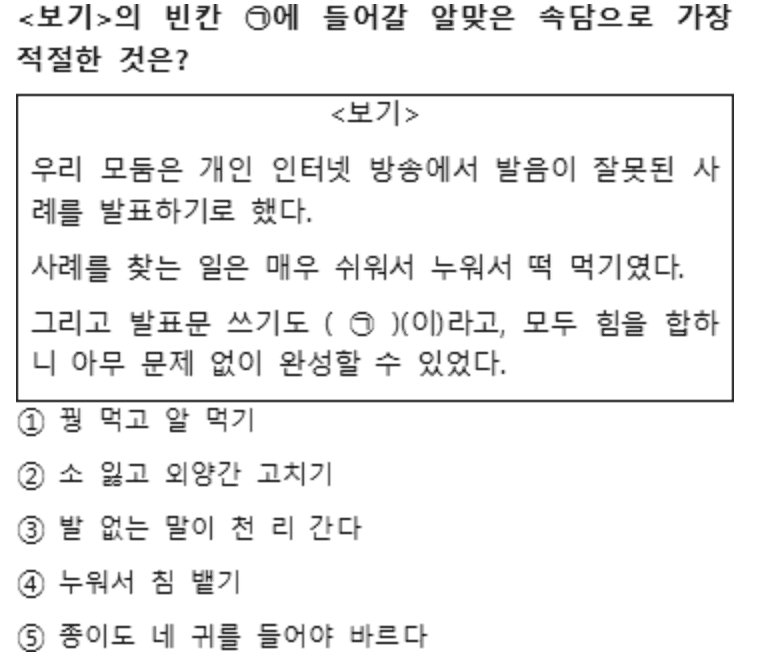 <보기>의 빈칸 ㉠에 들어갈 알맞은 속담으로 가장
적절한 것은?
<보기>
우리 모둠은 개인 인터넷 방송에서 발음이 잘못된 사
례를 발표하기로 했다.
사례를 찾는 일은 매우 쉬워서 누워서 떡 먹기였다.
그리고 발표문 쓰기도 ( ㉠ )(이)라고, 모두 힘을 합하
니 아무 문제 없이 완성할 수 있었다.
① 꿩 먹고 알 먹기
② 소 잃고 외양간 고치기
③ 발 없는 말이 천 리 간다
④ 누워서 침 뱉기
⑤ 종이도 네 귀를 들어야 바르다